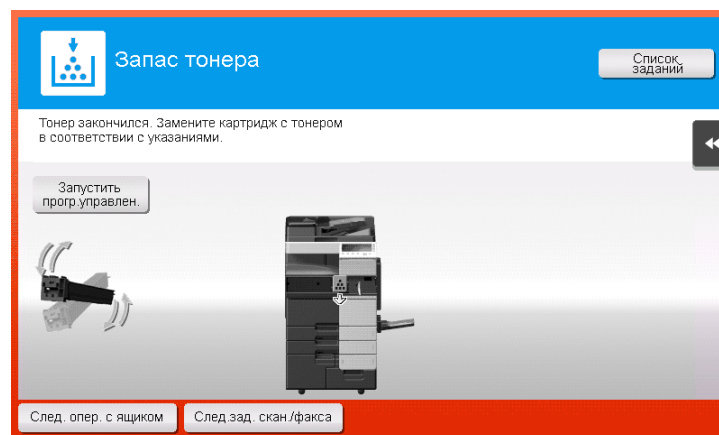 Запас тонера
Список
заданий
Тонер закончился. Замените картридж с тонером
в соответствии с указаниями.
Запустить
прогр.управлен.
След. опер. с ящиком
След.зад. скан./факса